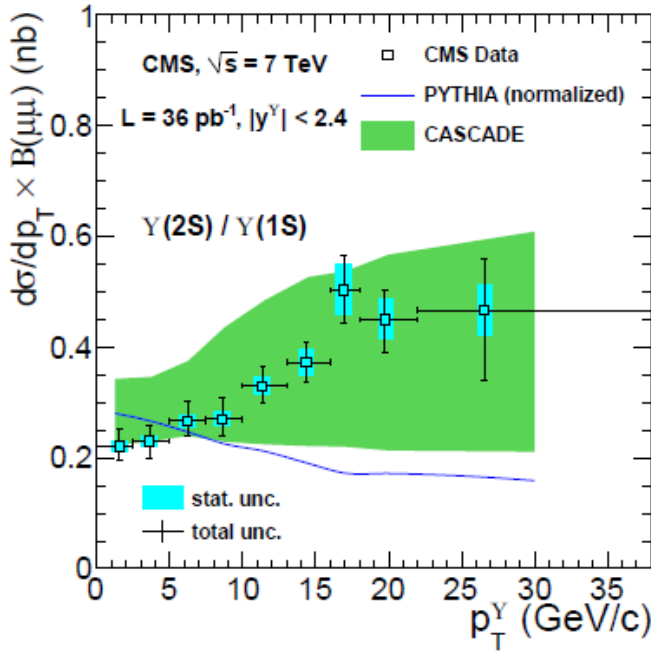 dσ/dp_T × B(μμ) (nb)
1
0.8
0.6
0.4
0.2
0
CMS, √s = 7 TeV
L = 36 pb⁻¹, |y^Υ| < 2.4
CMS Data
PYTHIA (normalized)
CASCADE
Υ(2S) / Υ(1S)
stat. unc.
total unc.
0 5 10 15 20 25 30 35
p_T^Υ (GeV/c)